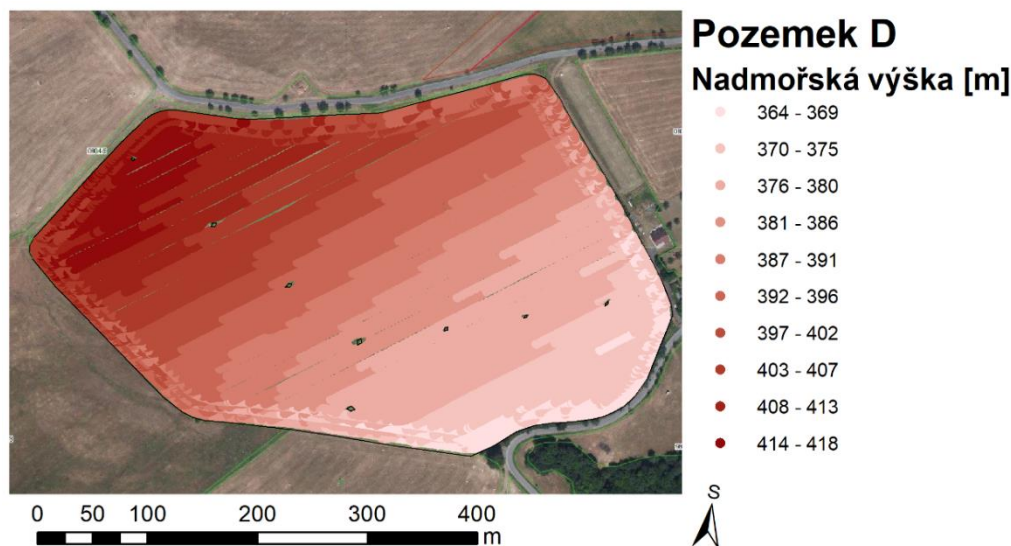 Pozemek D
Nadmořská výška [m]
364 - 369
370 - 375
376 - 380
381 - 386
387 - 391
392 - 396
397 - 402
403 - 407
408 - 413
414 - 418
S
0 50 100 200 300 400
m